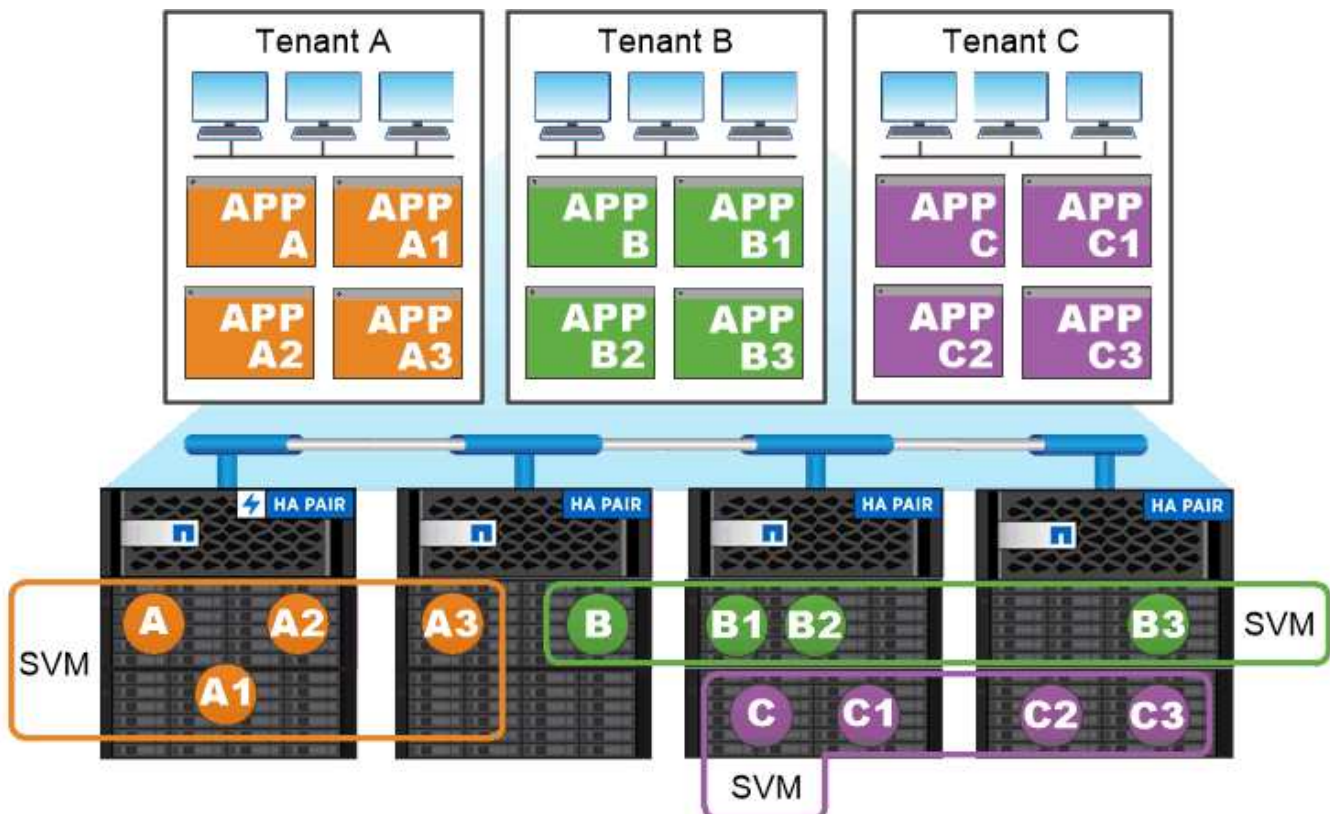 Tenant A
Tenant B
Tenant C
APP
A
APP
A1
APP
B
APP
B1
APP
C
APP
C1
APP
A2
APP
A3
APP
B2
APP
B3
APP
C2
APP
C3
HA PAIR
HA PAIR
HA PAIR
HA PAIR
SVM
A
A2
A3
B
B1
B2
B3
SVM
A1
C
C1
C2
C3
SVM